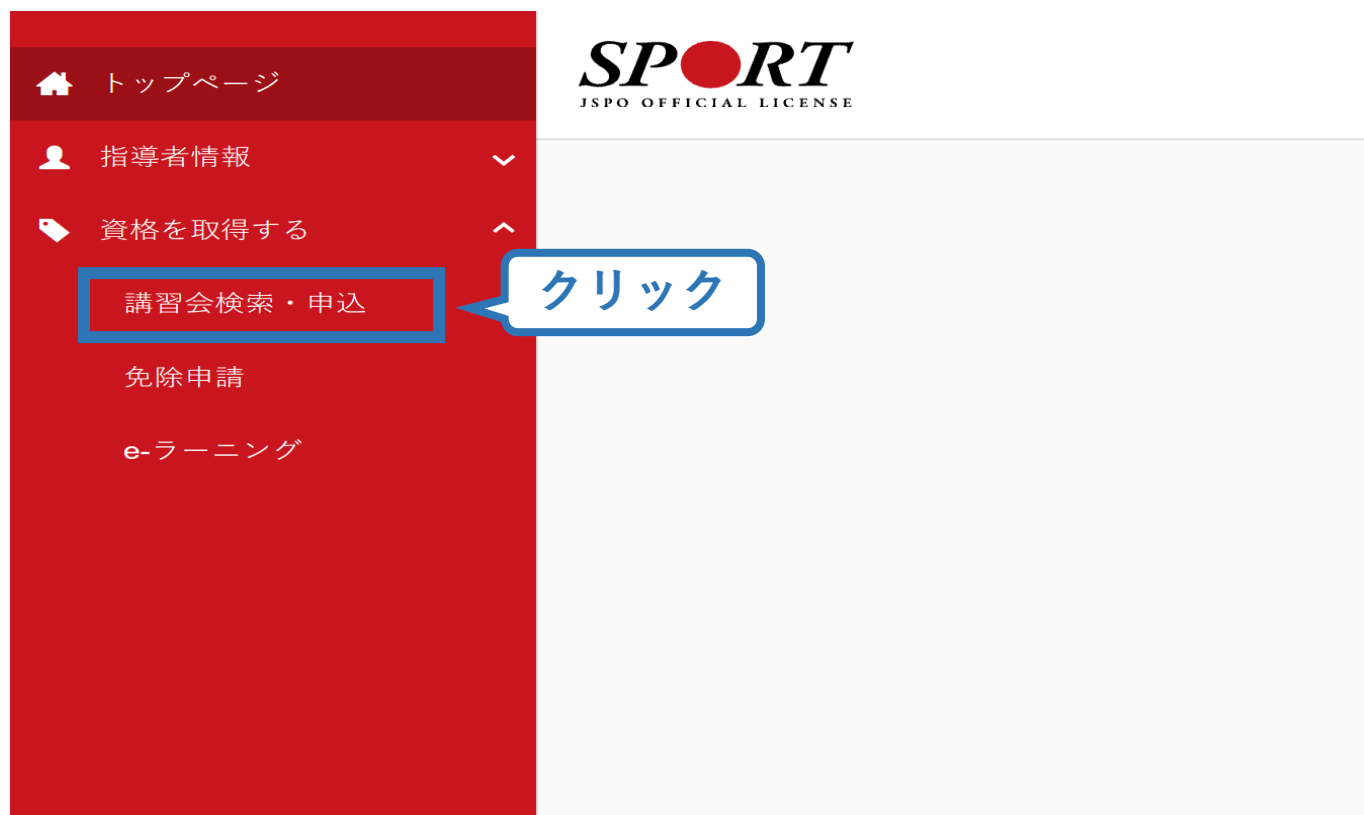 トップページ
指導者情報
資格を取得する
講習会検索・申込
免除申請
e-ラーニング
SPORT
JSPO OFFICIAL LICENSE
クリック